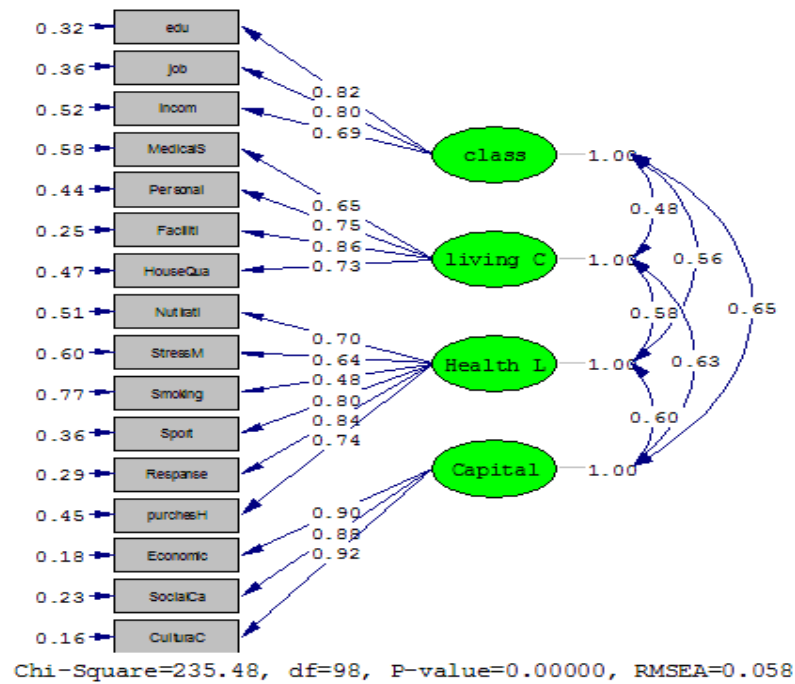 0.32 edu
0.36 job
0.52 Incom
0.58 MedicalS
0.44 Personal
0.25 Faciliti
0.47 HouseQua
0.51 Nutirati
0.60 StressM
0.77 Smoking
0.36 Sport
0.29 Response
0.45 purchesH
0.18 Economic
0.23 SocialCa
0.16 CulturaC
0.82
0.80
0.69
0.65
0.75
0.86
0.73
0.70
0.64
0.48
0.80
0.84
0.74
0.90
0.88
0.92
class 1.00
living C 1.00
Health L 1.00
Capital 1.00
0.48
0.56
0.65
0.58
0.63
0.60
Chi-Square=235.48, df=98, P-value=0.00000, RMSEA=0.058